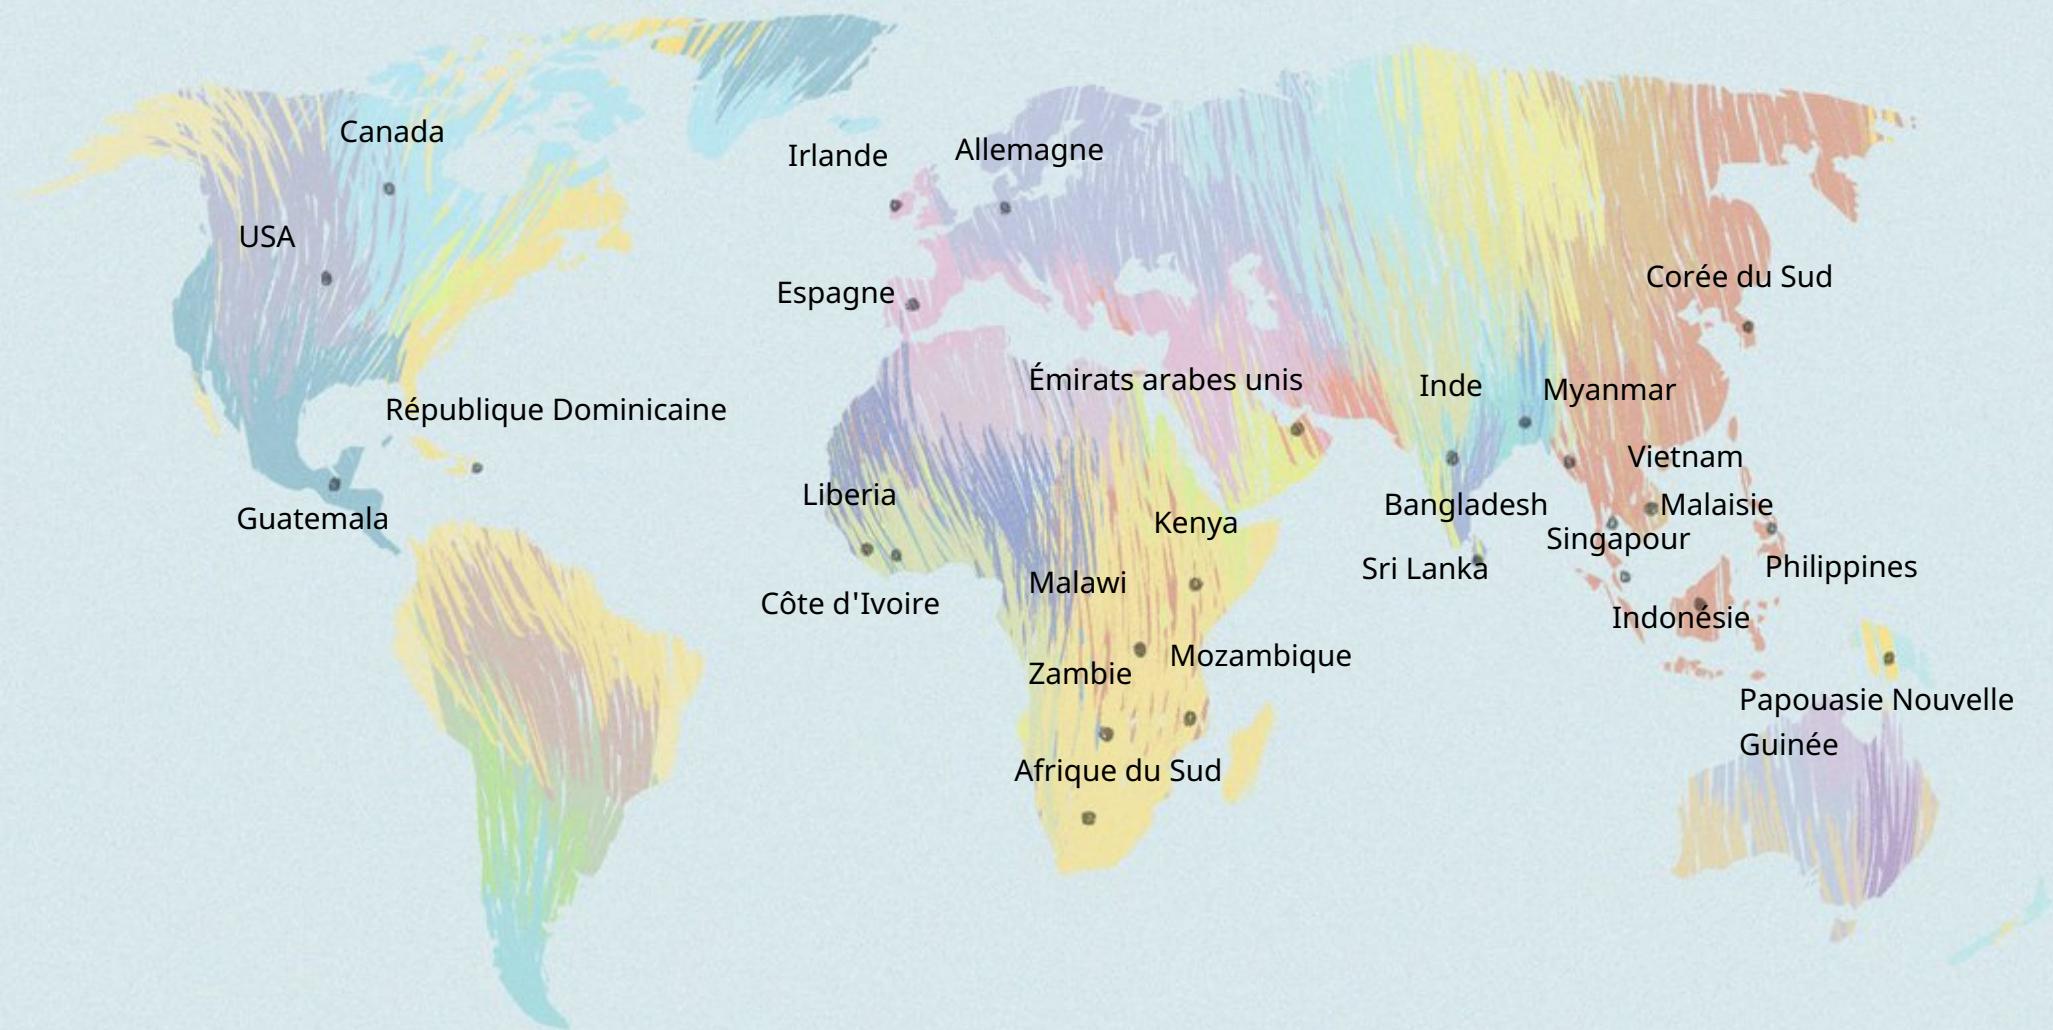 Canada
Irlande
Allemagne
USA
Espagne
Corée du Sud
Émirats arabes unis
Inde
Myanmar
République Dominicaine
Vietnam
Liberia
Bangladesh
Malaisie
Guatemala
Kenya
Singapour
Sri Lanka
Philippines
Malawi
Côte d'Ivoire
Indonésie
Mozambique
Zambie
Papouasie Nouvelle
Guinée
Afrique du Sud